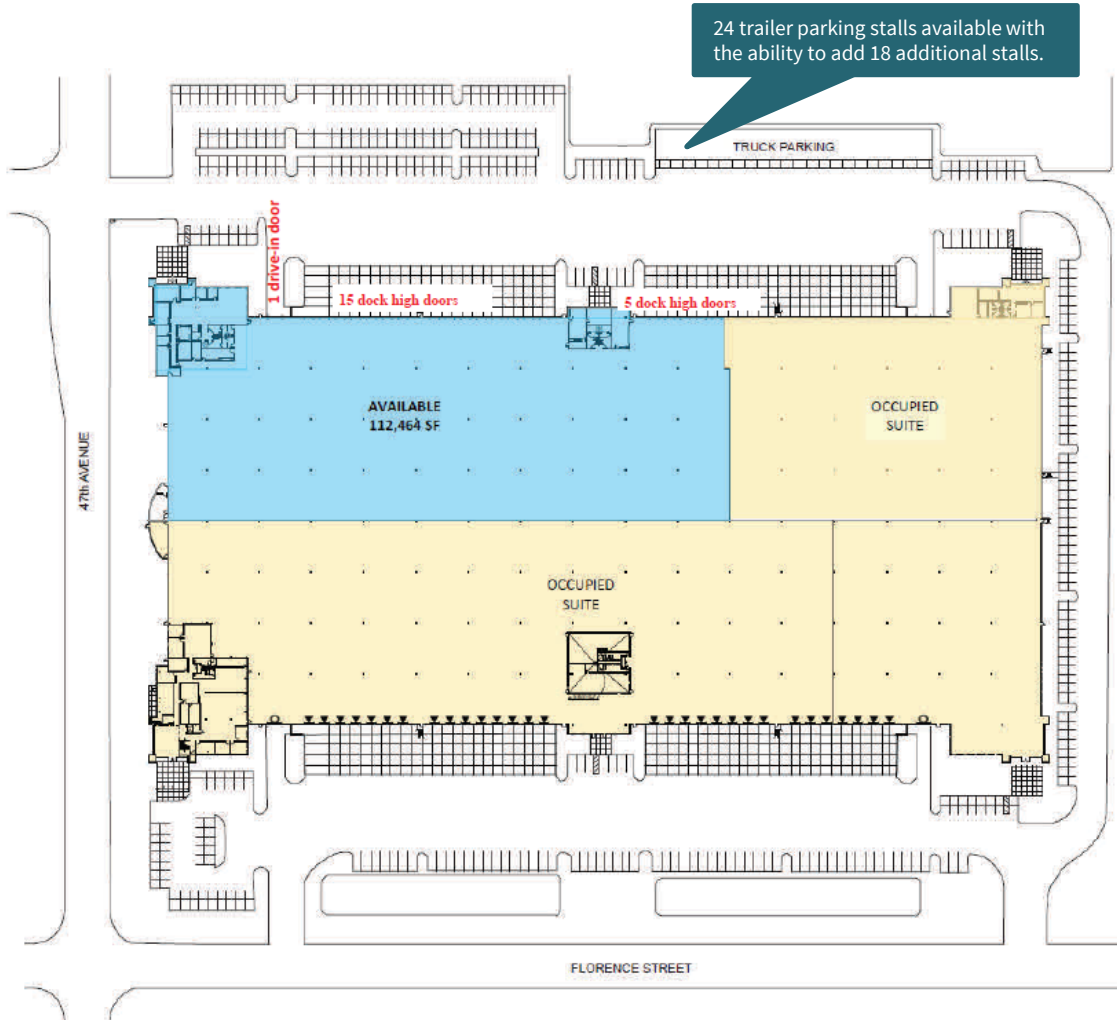 24 trailer parking stalls available with
the ability to add 18 additional stalls.
TRUCK PARKING
1 drive-in door
15 dock high doors
5 dock high doors
AVAILABLE
112,464 SF
OCCUPIED
SUITE
47th AVENUE
OCCUPIED
SUITE
FLORENCE STREET